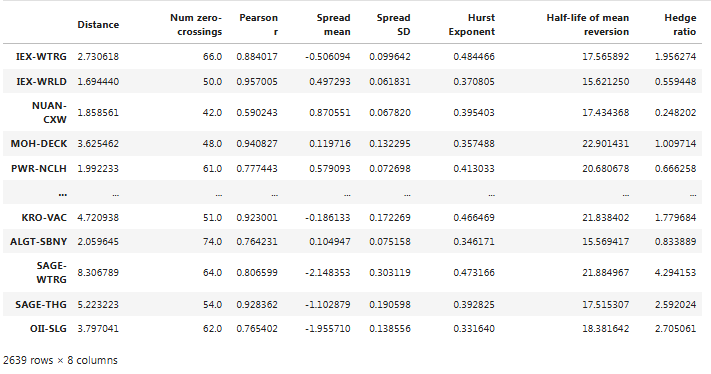 Distance Num zero-crossings Pearson r Spread mean Spread SD Hurst Exponent Half-life of mean reversion Hedge ratio
IEX-WTRG 2.730618 66.0 0.884017 -0.506094 0.099642 0.484466 17.565892 1.956274
IEX-WRLD 1.694440 50.0 0.957005 0.497293 0.061831 0.370805 15.621250 0.559448
NUAN-CXW 1.858561 42.0 0.590243 0.870551 0.067820 0.395403 17.434368 0.248202
MOH-DECK 3.625462 48.0 0.940827 0.119716 0.132295 0.357488 22.901431 1.009714
PWR-NCLH 1.992233 61.0 0.777443 0.579093 0.072698 0.413033 20.680678 0.666258
... ... ... ... ... ... ... ... ...
KRO-VAC 4.720938 51.0 0.923001 -0.186133 0.172269 0.466469 21.838402 1.779684
ALGT-SBNY 2.059645 74.0 0.764231 0.104947 0.075158 0.346171 15.569417 0.833889
SAGE-WTRG 8.306789 64.0 0.806599 -2.148353 0.303119 0.473166 21.884967 4.294153
SAGE-THG 5.223223 54.0 0.928362 -1.102879 0.190598 0.392825 17.515307 2.592024
OII-SLG 3.797041 62.0 0.765402 -1.955710 0.138556 0.331640 18.381642 2.705061
2639 rows × 8 columns